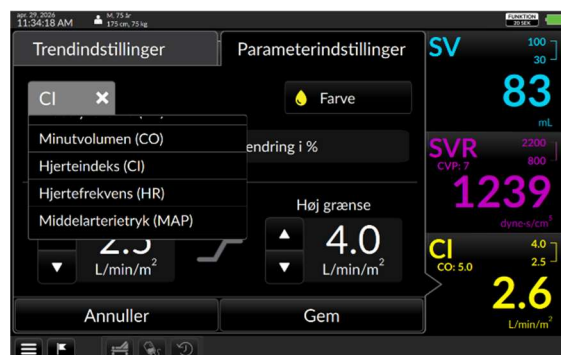 apr. 29, 2026
11:34:18 AM
M, 75 år
175 cm, 75 kg
FUNKTION
20 SEK
Trendindstillinger
Parameterindstillinger
CI
Farve
Minutvolumen (CO)
Hjerteindeks (CI)
Hjertefrekvens (HR)
Middelarterietryk (MAP)
endring i %
Høj grænse
2.5
L/min/m²
4.0
L/min/m²
Annuller
Gem
SV
100
30
83
mL
SVR
CVP: 7
2200
800
1239
dyne-s/cm⁵
CI
CO: 5.0
4.0
2.5
2.6
L/min/m²